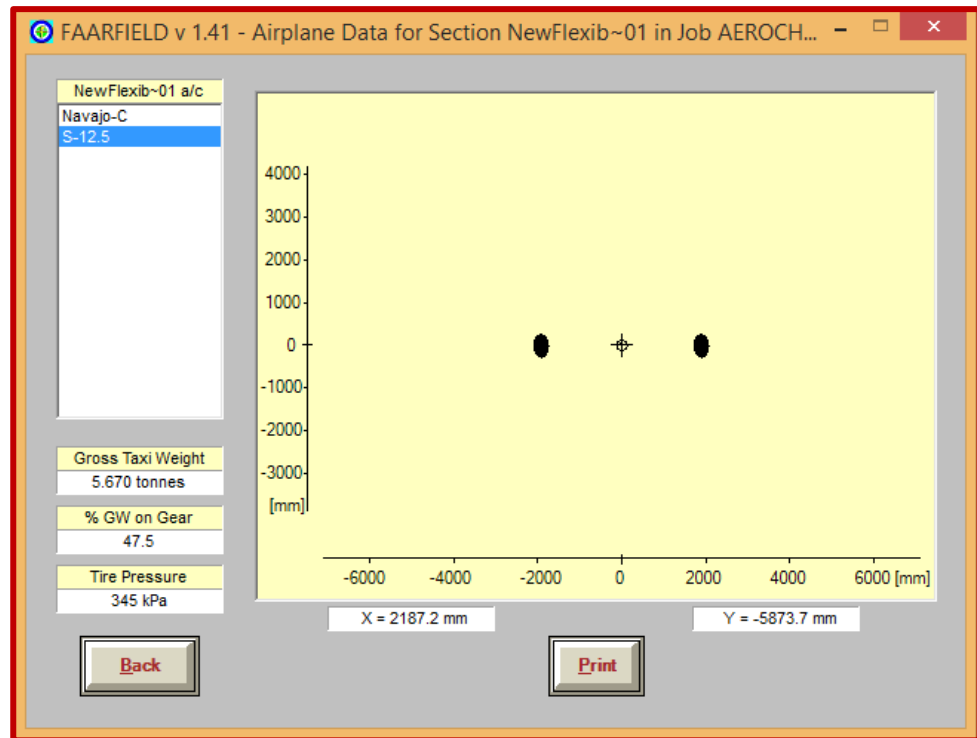 FAARFIELD v 1.41 - Airplane Data for Section NewFlexib~01 in Job AEROCH...
NewFlexib~01 a/c
Navajo-C
S-12.5
4000
3000
2000
1000
0
-1000
-2000
-3000
[mm]
-6000 -4000 -2000 0 2000 4000 6000 [mm]
Gross Taxi Weight
5.670 tonnes
% GW on Gear
47.5
Tire Pressure
345 kPa
X = 2187.2 mm Y = -5873.7 mm
Back Print